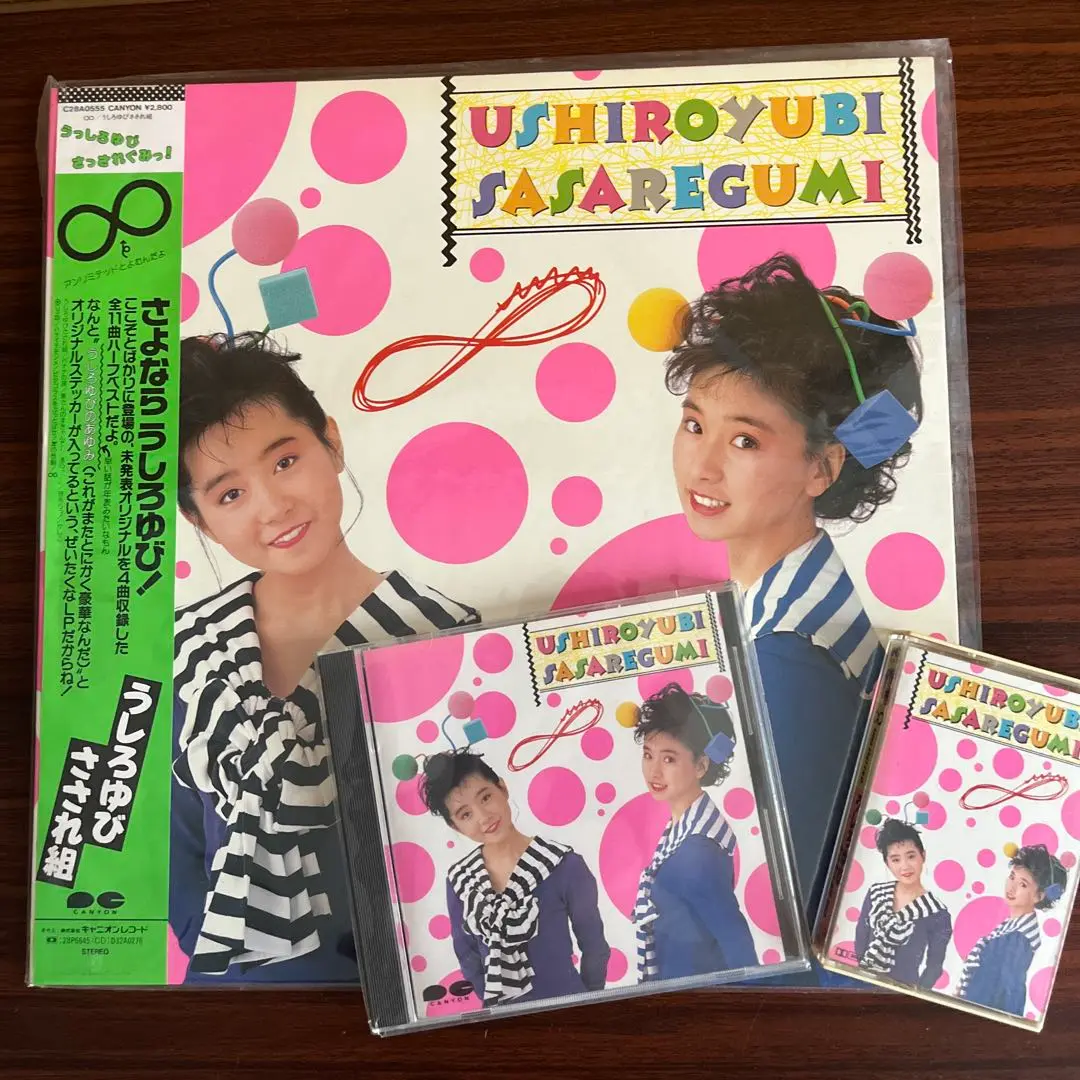 C28A0555 CANYON ¥2,800
∞／うしろゆびさされ組
うっしろゆび
さっされぐみっ!
∞
アンリミテッドとよむんだよ
さよならうしろゆび!
ここぞとばかりに登場の、未発表オリジナルを4曲収録した
全11曲ハーフベストだよ。
なんと“うしろゆびのあゆみ（これがまたとにかく豪華なんだ）”と
オリジナルステッカーが入ってるという、ぜいたくなLPだからね!
うしろゆび
さされ組
CANYON
株式会社キャニオンレコード
28P6645/CD:D32A0278
STEREO
USHIROYUBI
SASAREGUMI
USHIROYUBI
SASAREGUMI
CANYON
USHIROYUBI
SASAREGUMI